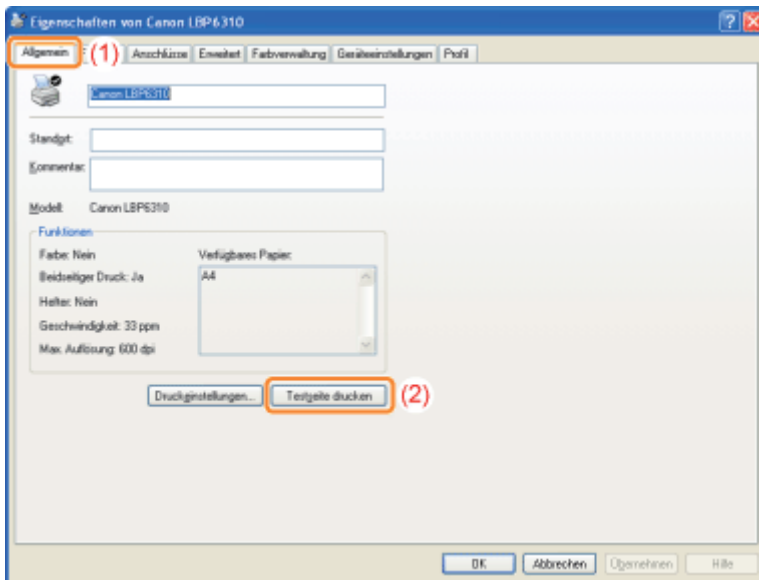 Eigenschaften von Canon LBP6310
Allgemein (1) Anschlüsse Erweitert Farbverwaltung Geräteeinstellungen Profil
Canon LBP6310
Standort:
Kommentar:
Modell: Canon LBP6310
Funktionen
Farbe: Nein Verfügbares Papier:
Beidseitiger Druck: Ja A4
Hefter: Nein
Geschwindigkeit: 33 ppm
Max. Auflösung: 600 dpi
Druckeinstellungen... Testseite drucken (2)
OK Abbrechen Übernehmen Hilfe